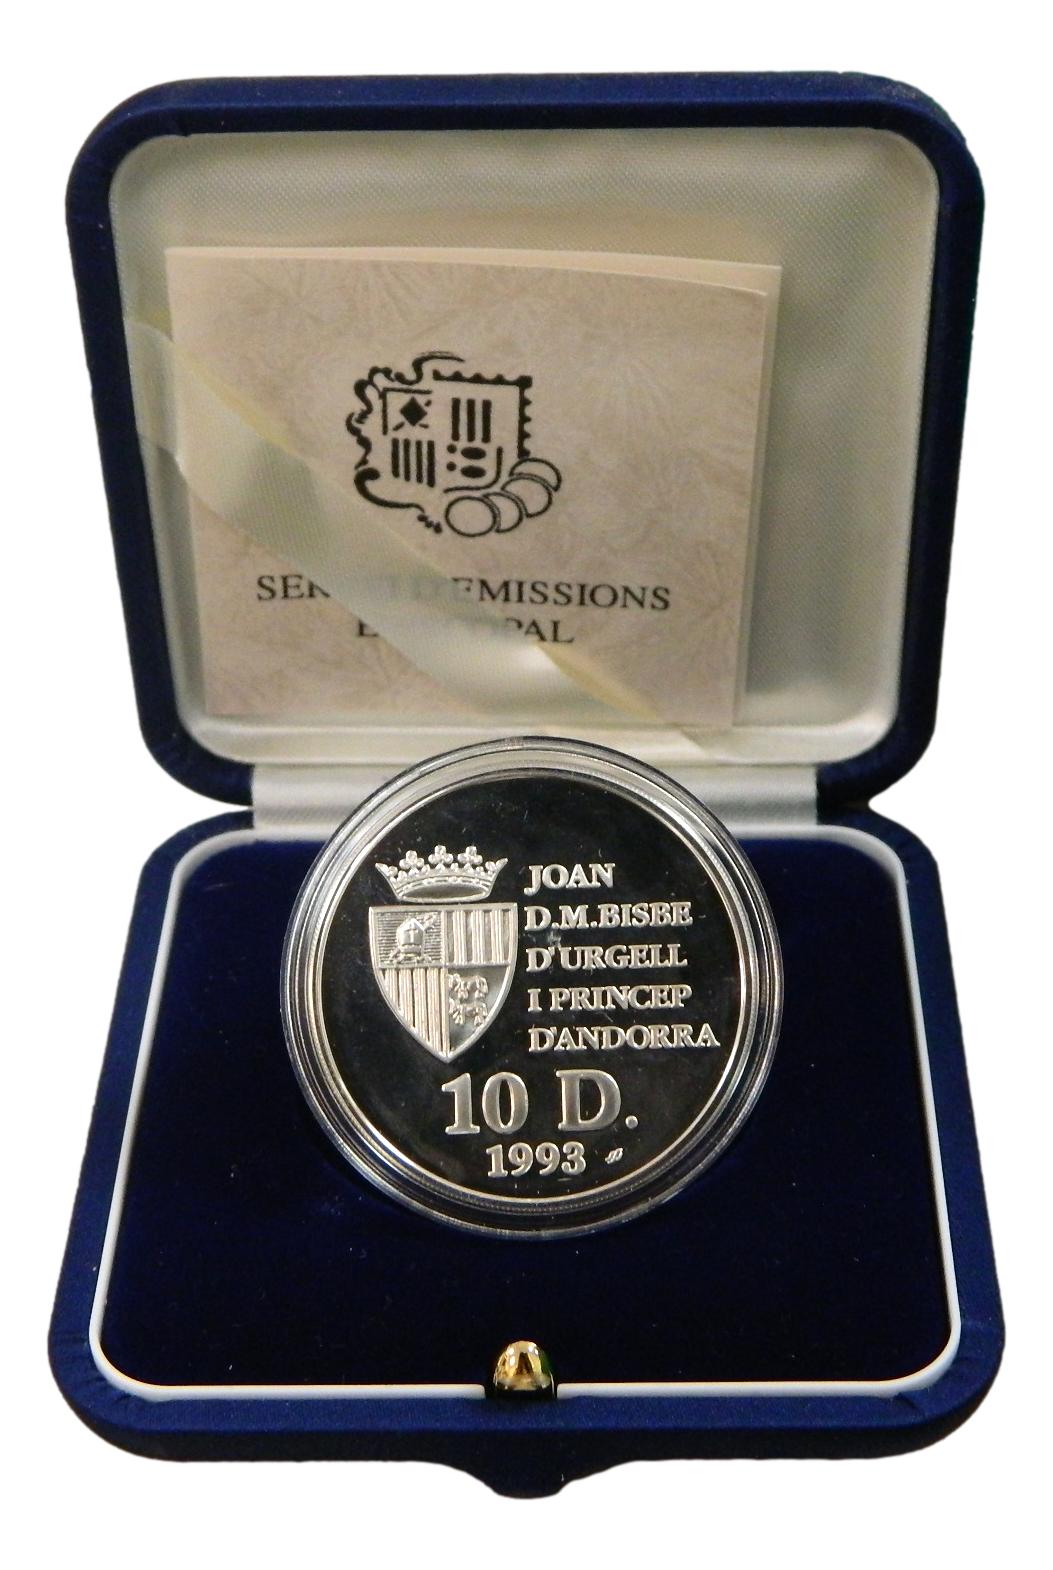 D'EMISSIONS
JOAN
D.M.BISBE
D'URGELL
I PRINCEP
D'ANDORRA
10 D.
1993